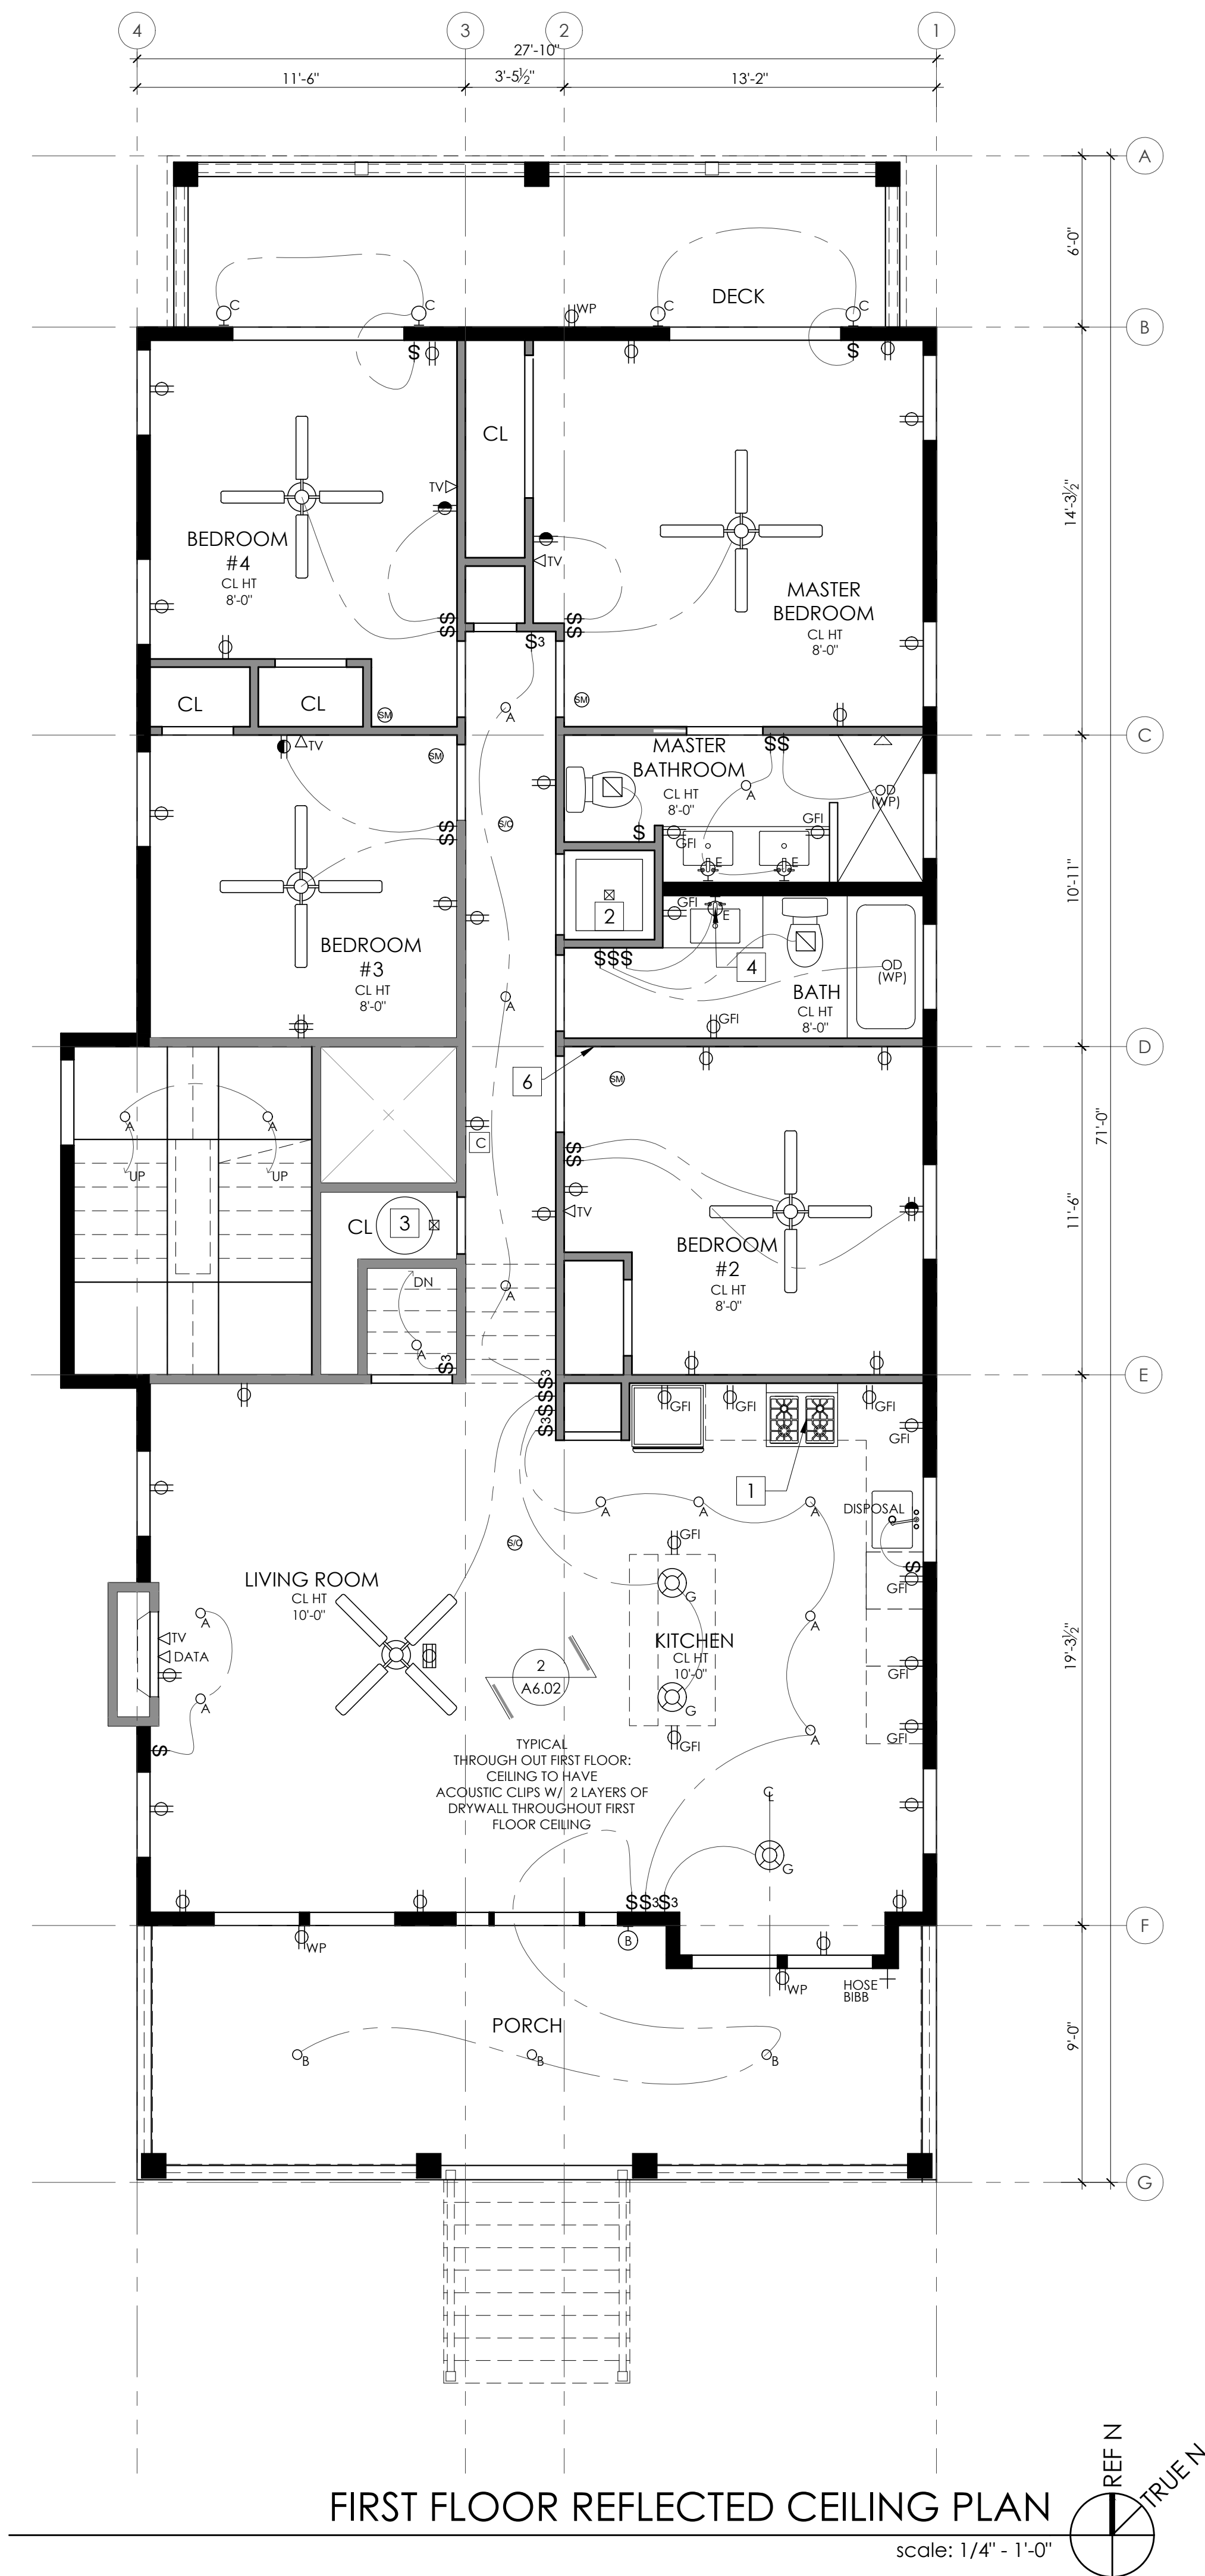 4
3
2
1
27'-10"
11'-6"
3'-5½"
13'-2"
A
6'-0"
DECK
C
C
WP
C
C
B
$
$
CL
TV
14'-3½"
BEDROOM
#4
CL HT
8'-0"
TV
MASTER
BEDROOM
CL HT
8'-0"
$$
$$
$3
CL
CL
SM
A
SM
C
TV
SM
MASTER
BATHROOM
CL HT
8'-0"
$$
A
D
(WP)
$$
S/C
$
GFI
GFI
E
E
10'-11"
BEDROOM
#3
CL HT
8'-0"
2
GFI
E
$$$
4
D
(WP)
A
BATH
CL HT
8'-0"
GFI
D
6
SM
71'-0"
A
A
UP
UP
C
$$
TV
CL
3
BEDROOM
#2
CL HT
8'-0"
11'-6"
DN
A
A
$3
E
$$$3
$3
GFI
GFI
GFI
GFI
1
A
A
A
DISPOSAL
S/C
GFI
$
GFI
LIVING ROOM
CL HT
10'-0"
A
G
A
TV
DATA
KITCHEN
CL HT
10'-0"
GFI
19'-3½"
2
A6.02
A
G
$
GFI
A
GFI
TYPICAL
THROUGH OUT FIRST FLOOR:
CEILING TO HAVE
ACOUSTIC CLIPS W/ 2 LAYERS OF
DRYWALL THROUGHOUT FIRST
FLOOR CEILING
G
$$3$3
F
WP
B
WP
HOSE
BIBB
PORCH
B
B
B
9'-0"
G
FIRST FLOOR REFLECTED CEILING PLAN
scale: 1/4" - 1'-0"
REF N
TRUE N